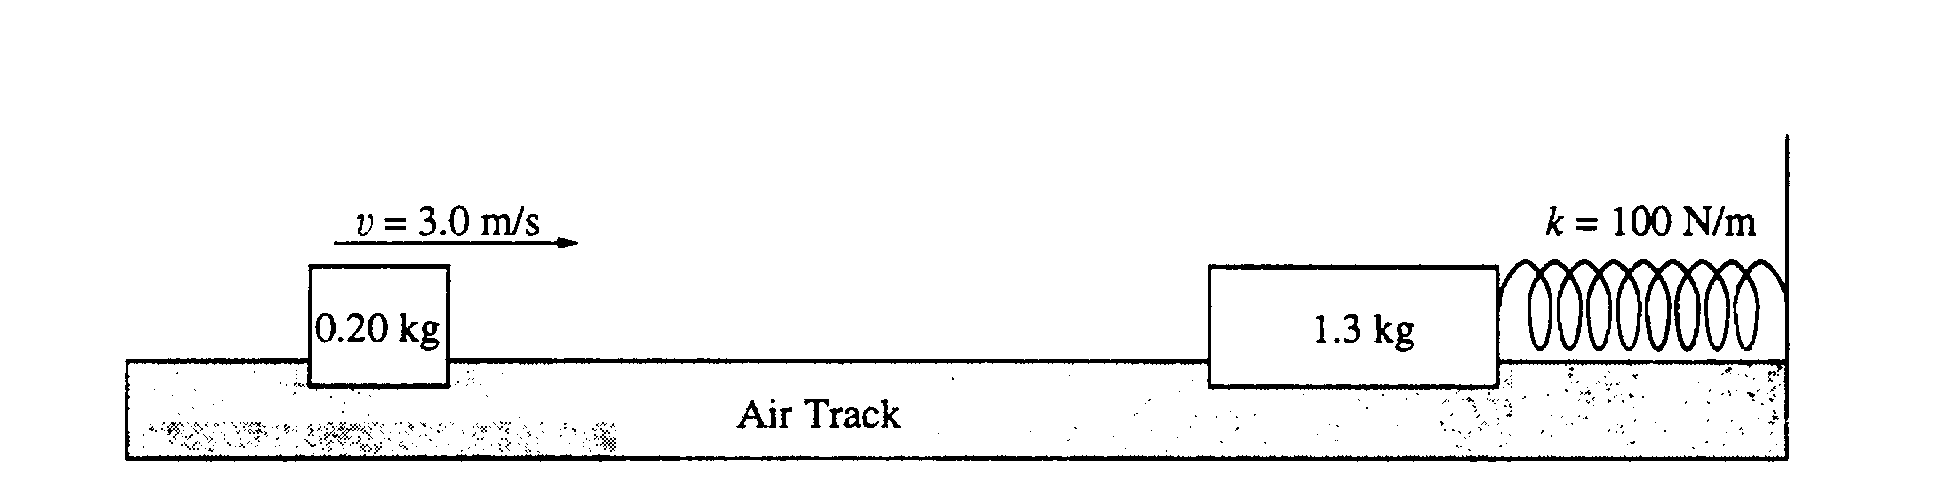 v = 3.0 m/s
k = 100 N/m
0.20 kg
1.3 kg
Air Track